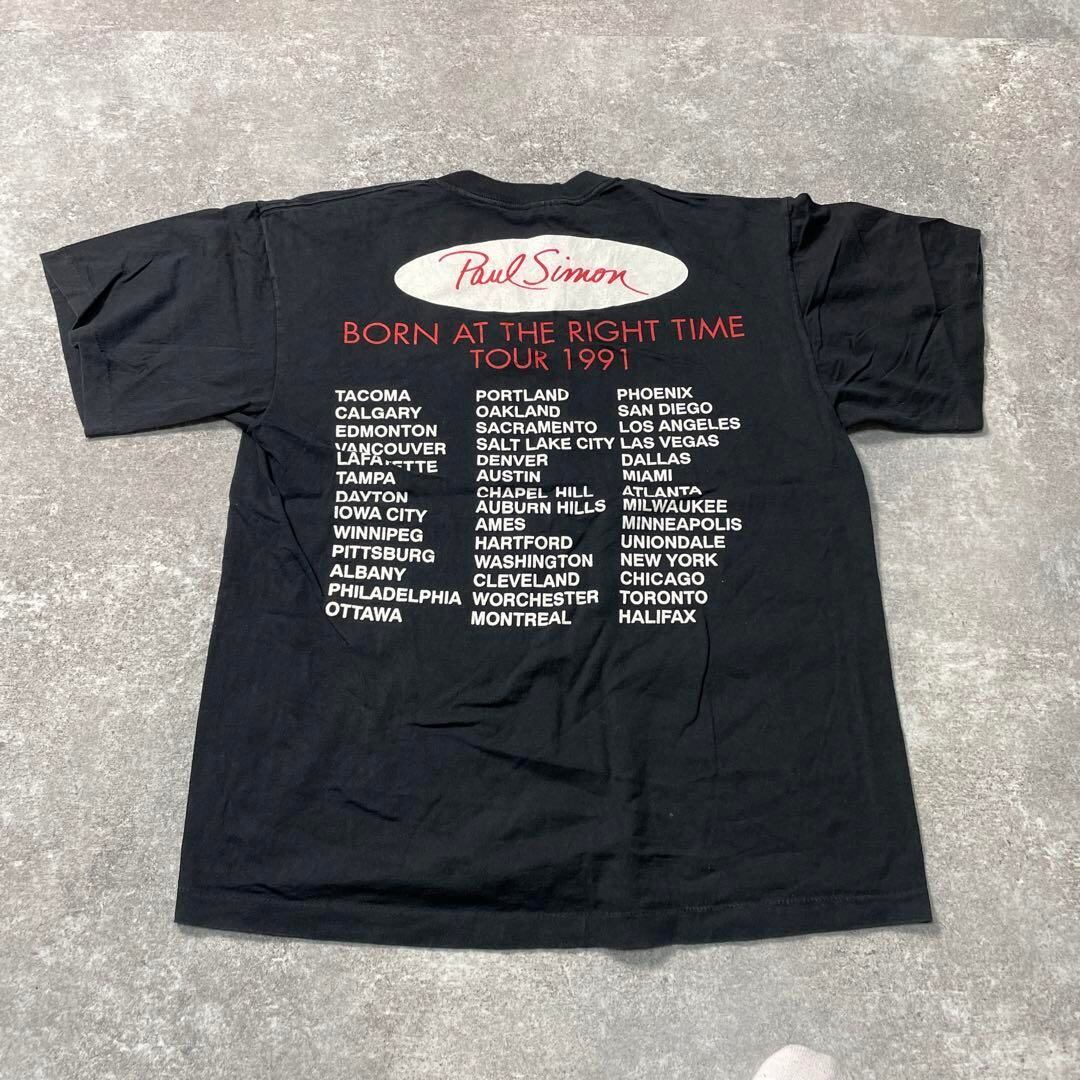 Paul Simon
BORN AT THE RIGHT TIME
TOUR 1991
TACOMA PORTLAND PHOENIX
CALGARY OAKLAND SAN DIEGO
EDMONTON SACRAMENTO LOS ANGELES
VANCOUVER SALT LAKE CITY LAS VEGAS
LAFAYETTE DENVER DALLAS
TAMPA AUSTIN MIAMI
DAYTON CHAPEL HILL ATLANTA
IOWA CITY AUBURN HILLS MILWAUKEE
WINNIPEG AMES MINNEAPOLIS
PITTSBURG HARTFORD UNIONDALE
ALBANY WASHINGTON NEW YORK
PHILADELPHIA CLEVELAND CHICAGO
OTTAWA WORCHESTER TORONTO
MONTREAL HALIFAX